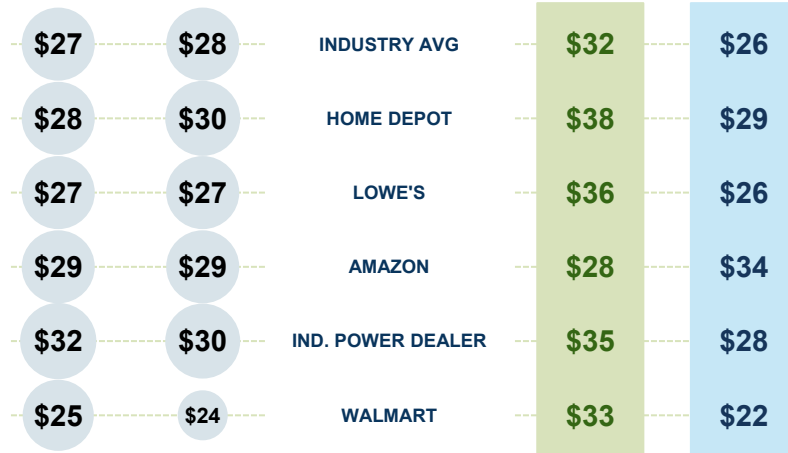 $27 $28 INDUSTRY AVG $32 $26
$28 $30 HOME DEPOT $38 $29
$27 $27 LOWE'S $36 $26
$29 $29 AMAZON $28 $34
$32 $30 IND. POWER DEALER $35 $28
$25 $24 WALMART $33 $22